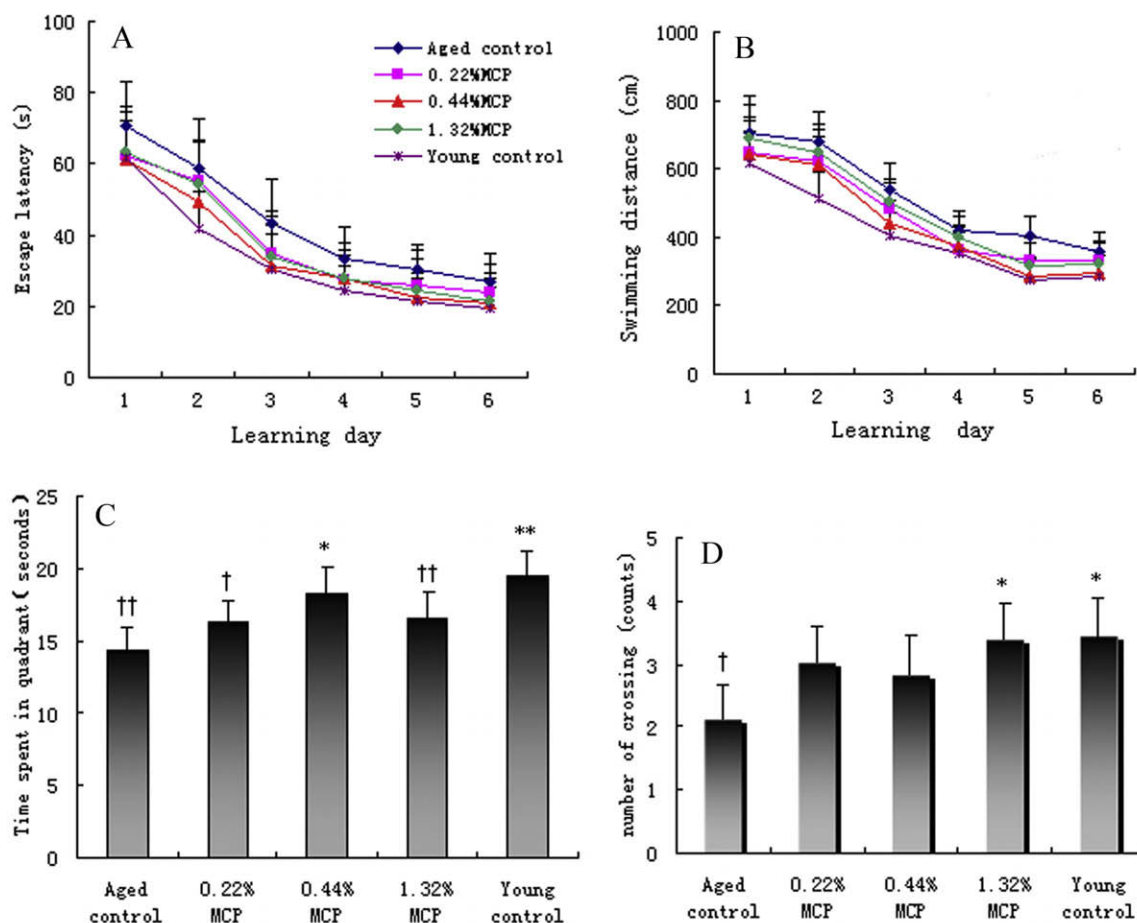 A
Escape latency (s)
100
80
60
40
20
0
1 2 3 4 5 6
Learning day
Aged control
0.22%MCP
0.44%MCP
1.32%MCP
Young control
B
Swimming distance (cm)
1000
800
600
400
200
0
1 2 3 4 5 6
Learning day
C
Time spent in quadrant(seconds)
25
20
15
10
5
0
†† † * †† **
Aged control
0.22% MCP
0.44% MCP
1.32% MCP
Young control
D
number of crossing (counts)
5
4
3
2
1
0
† * *
Aged control
0.22% MCP
0.44% MCP
1.32% MCP
Young control